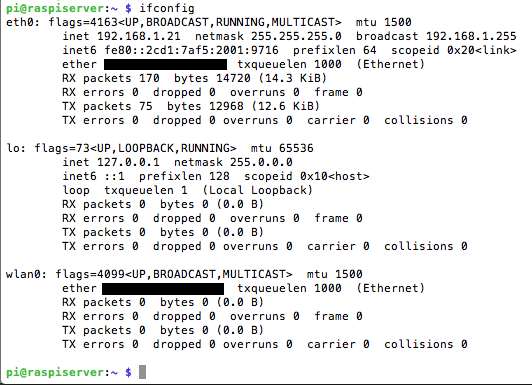 pi@raspiserver:~ $ ifconfig
eth0: flags=4163<UP,BROADCAST,RUNNING,MULTICAST>  mtu 1500
        inet 192.168.1.21  netmask 255.255.255.0  broadcast 192.168.1.255
        inet6 fe80::2cd1:7af5:2001:9716  prefixlen 64  scopeid 0x20<link>
        ether  txqueuelen 1000  (Ethernet)
        RX packets 170  bytes 14720 (14.3 KiB)
        RX errors 0  dropped 0  overruns 0  frame 0
        TX packets 75  bytes 12968 (12.6 KiB)
        TX errors 0  dropped 0 overruns 0  carrier 0  collisions 0

lo: flags=73<UP,LOOPBACK,RUNNING>  mtu 65536
        inet 127.0.0.1  netmask 255.0.0.0
        inet6 ::1  prefixlen 128  scopeid 0x10<host>
        loop  txqueuelen 1  (Local Loopback)
        RX packets 0  bytes 0 (0.0 B)
        RX errors 0  dropped 0  overruns 0  frame 0
        TX packets 0  bytes 0 (0.0 B)
        TX errors 0  dropped 0 overruns 0  carrier 0  collisions 0

wlan0: flags=4099<UP,BROADCAST,MULTICAST>  mtu 1500
        ether  txqueuelen 1000  (Ethernet)
        RX packets 0  bytes 0 (0.0 B)
        RX errors 0  dropped 0  overruns 0  frame 0
        TX packets 0  bytes 0 (0.0 B)
        TX errors 0  dropped 0 overruns 0  carrier 0  collisions 0

pi@raspiserver:~ $